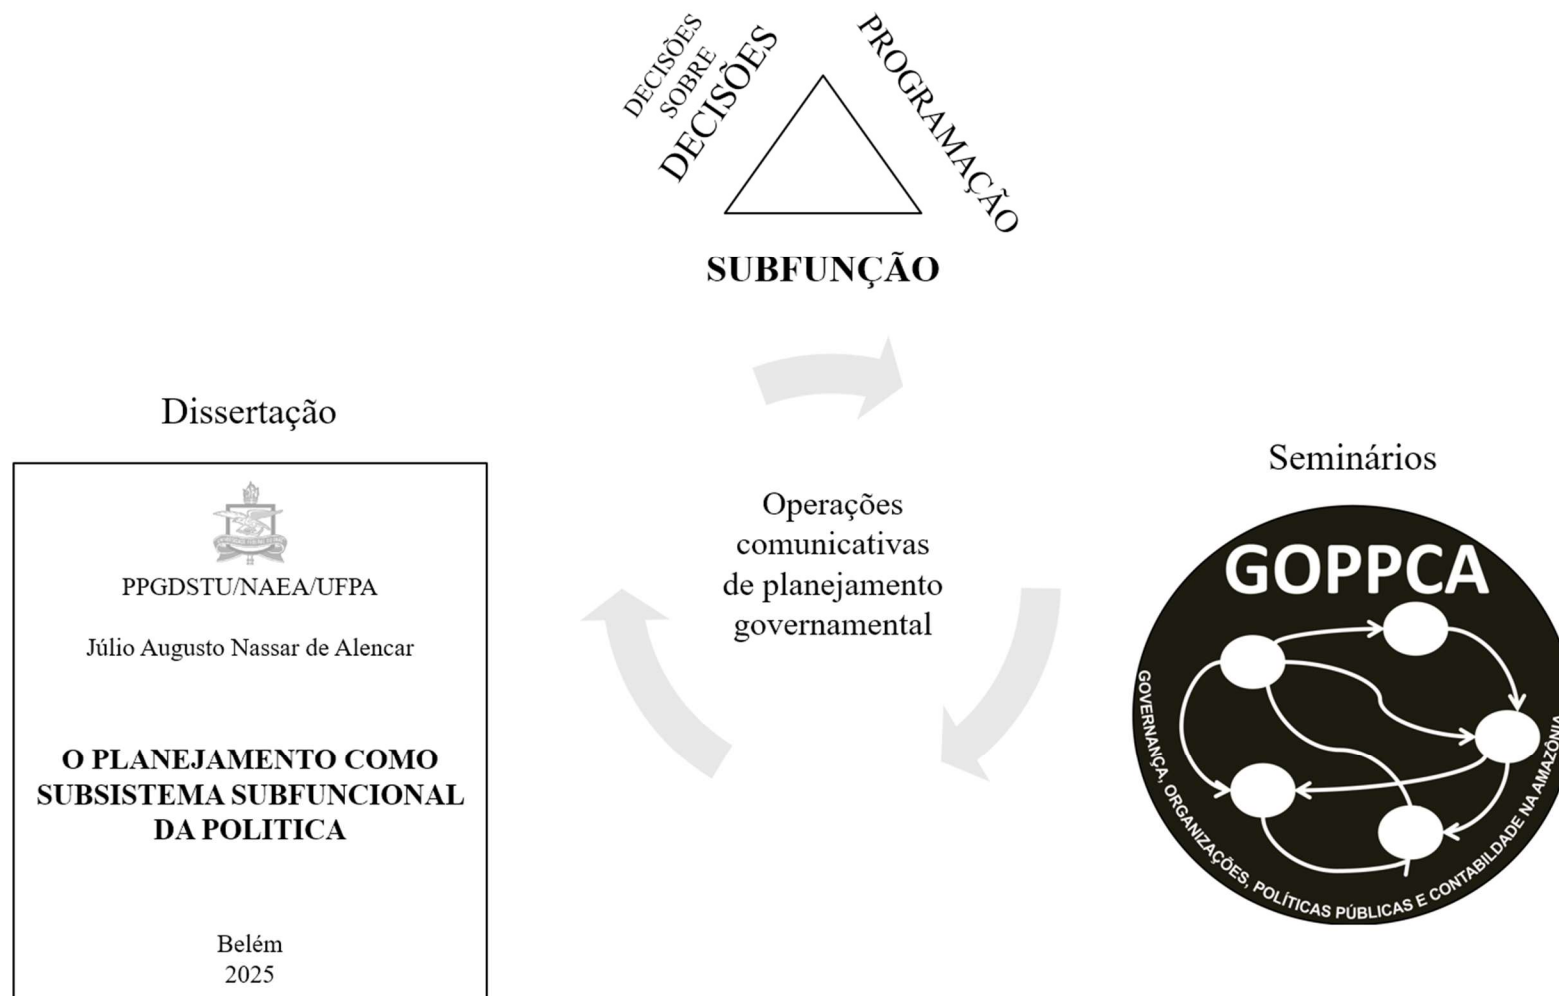 DECISÕES
SOBRE
DECISÕES
PROGRAMAÇÃO
SUBFUNÇÃO
Dissertação
PPGDSTU/NAEA/UFPA
Júlio Augusto Nassar de Alencar
O PLANEJAMENTO COMO
SUBSISTEMA SUBFUNCIONAL
DA POLITICA
Belém
2025
Operações
comunicativas
de planejamento
governamental
Seminários
GOPPCA
GOVERNANÇA, ORGANIZAÇÕES, POLÍTICAS PÚBLICAS E CONTABILDADE NA AMAZÔNIA